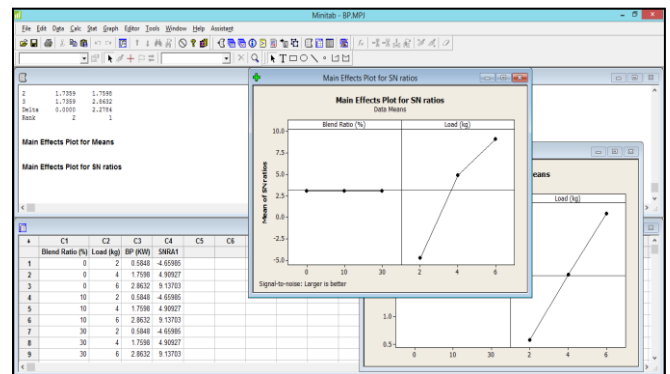 Minitab - BP.MPJ
File Edit Data Calc Stat Graph Editor Tools Window Help Assistant
2 1.7359 1.7598
3 1.7359 2.8632
Delta 0.0000 2.2784
Rank 2 1
Main Effects Plot for Means
Main Effects Plot for SN ratios
Main Effects Plot for SN ratios
Main Effects Plot for SN ratios
Data Means
Blend Ratio (%) Load (kg)
Mean of SN ratios
10.0
7.5
5.0
2.5
0.0
-2.5
-5.0
0 10 30 2 4 6
Signal-to-noise: Larger is better
eans
Load (kg)
1.0
0.5
0 10 30 2 4 6
C1 C2 C3 C4 C5 C6
Blend Ratio (%) Load (kg) BP (KW) SNRA1
1 0 2 0.5848 -4.65985
2 0 4 1.7598 4.90927
3 0 6 2.8632 9.13703
4 10 2 0.5848 -4.65985
5 10 4 1.7598 4.90927
6 10 6 2.8632 9.13703
7 30 2 0.5848 -4.65985
8 30 4 1.7598 4.90927
9 30 6 2.8632 9.13703